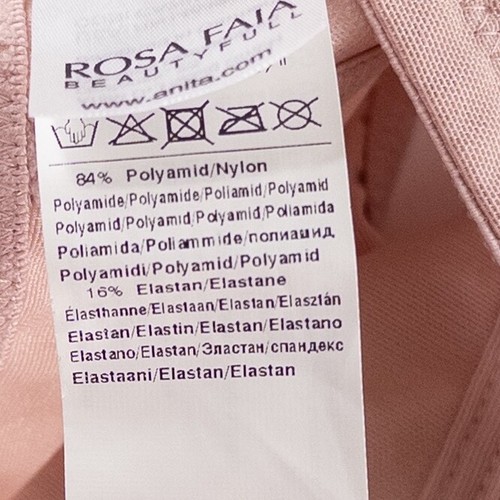 ROSA FAIA
BEAUTYFULL
www.anita.com
84% Polyamid/Nylon
Polyamide/Polyamide/Poliamid/Polyamid
Polyamid/Polyamid/Polyamid/Poliamida
Poliamida/Poliammide/полиамид
Polyamidi/Polyamid/Polyamid
16% Elastan/Elastane
Élasthanne/Elastaan/Elastan/Elasztán
Elastan/Elastin/Elastan/Elastano
Elastano/Elastan/Эластан/спандекс
Elastaani/Elastan/Elastan